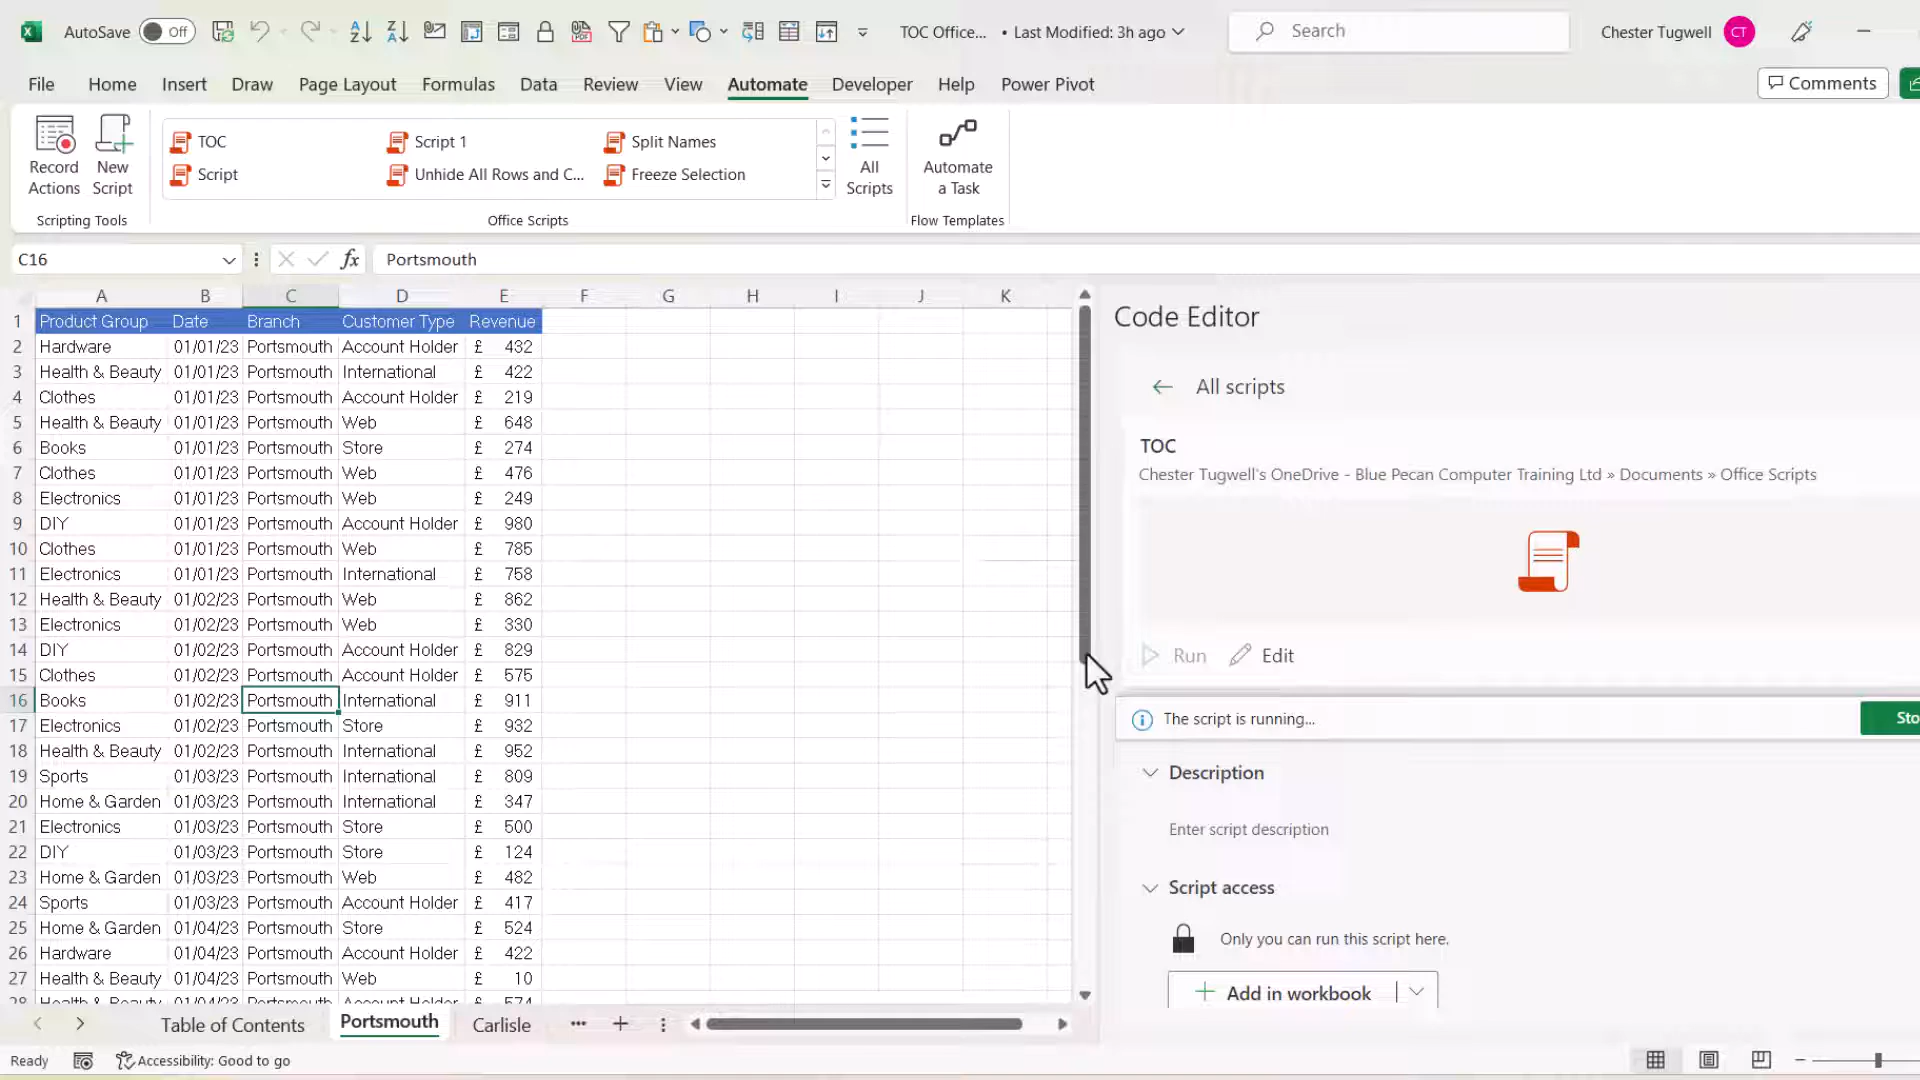 AutoSave Off TOC Office... • Last Modified: 3h ago Search Chester Tugwell CT
File Home Insert Draw Page Layout Formulas Data Review View Automate Developer Help Power Pivot Comments
Record Actions
New Script
TOC Script 1 Split Names
Script Unhide All Rows and C... Freeze Selection
All Scripts
Automate a Task
Scripting Tools Office Scripts Flow Templates
C16 fx Portsmouth
A B C D E F G H I J K
1 Product Group Date Branch Customer Type Revenue
2 Hardware 01/01/23 Portsmouth Account Holder £ 432
3 Health & Beauty 01/01/23 Portsmouth International £ 422
4 Clothes 01/01/23 Portsmouth Account Holder £ 219
5 Health & Beauty 01/01/23 Portsmouth Web £ 648
6 Books 01/01/23 Portsmouth Store £ 274
7 Clothes 01/01/23 Portsmouth Web £ 476
8 Electronics 01/01/23 Portsmouth Web £ 249
9 DIY 01/01/23 Portsmouth Account Holder £ 980
10 Clothes 01/01/23 Portsmouth Web £ 785
11 Electronics 01/01/23 Portsmouth International £ 758
12 Health & Beauty 01/02/23 Portsmouth Web £ 862
13 Electronics 01/02/23 Portsmouth Web £ 330
14 DIY 01/02/23 Portsmouth Account Holder £ 829
15 Clothes 01/02/23 Portsmouth Account Holder £ 575
16 Books 01/02/23 Portsmouth International £ 911
17 Electronics 01/02/23 Portsmouth Store £ 932
18 Health & Beauty 01/02/23 Portsmouth International £ 952
19 Sports 01/03/23 Portsmouth International £ 809
20 Home & Garden 01/03/23 Portsmouth International £ 347
21 Electronics 01/03/23 Portsmouth Store £ 500
22 DIY 01/03/23 Portsmouth Store £ 124
23 Home & Garden 01/03/23 Portsmouth Web £ 482
24 Sports 01/03/23 Portsmouth Account Holder £ 417
25 Home & Garden 01/04/23 Portsmouth Store £ 524
26 Hardware 01/04/23 Portsmouth Account Holder £ 422
27 Health & Beauty 01/04/23 Portsmouth Web £ 10
28 Health & Beauty 01/04/23 Portsmouth Account Holder £ 574
Code Editor
All scripts
TOC
Chester Tugwell's OneDrive - Blue Pecan Computer Training Ltd » Documents » Office Scripts
Run Edit
The script is running... Sto
Description
Enter script description
Script access
Only you can run this script here.
Add in workbook
Table of Contents Portsmouth Carlisle ...
Ready Accessibility: Good to go